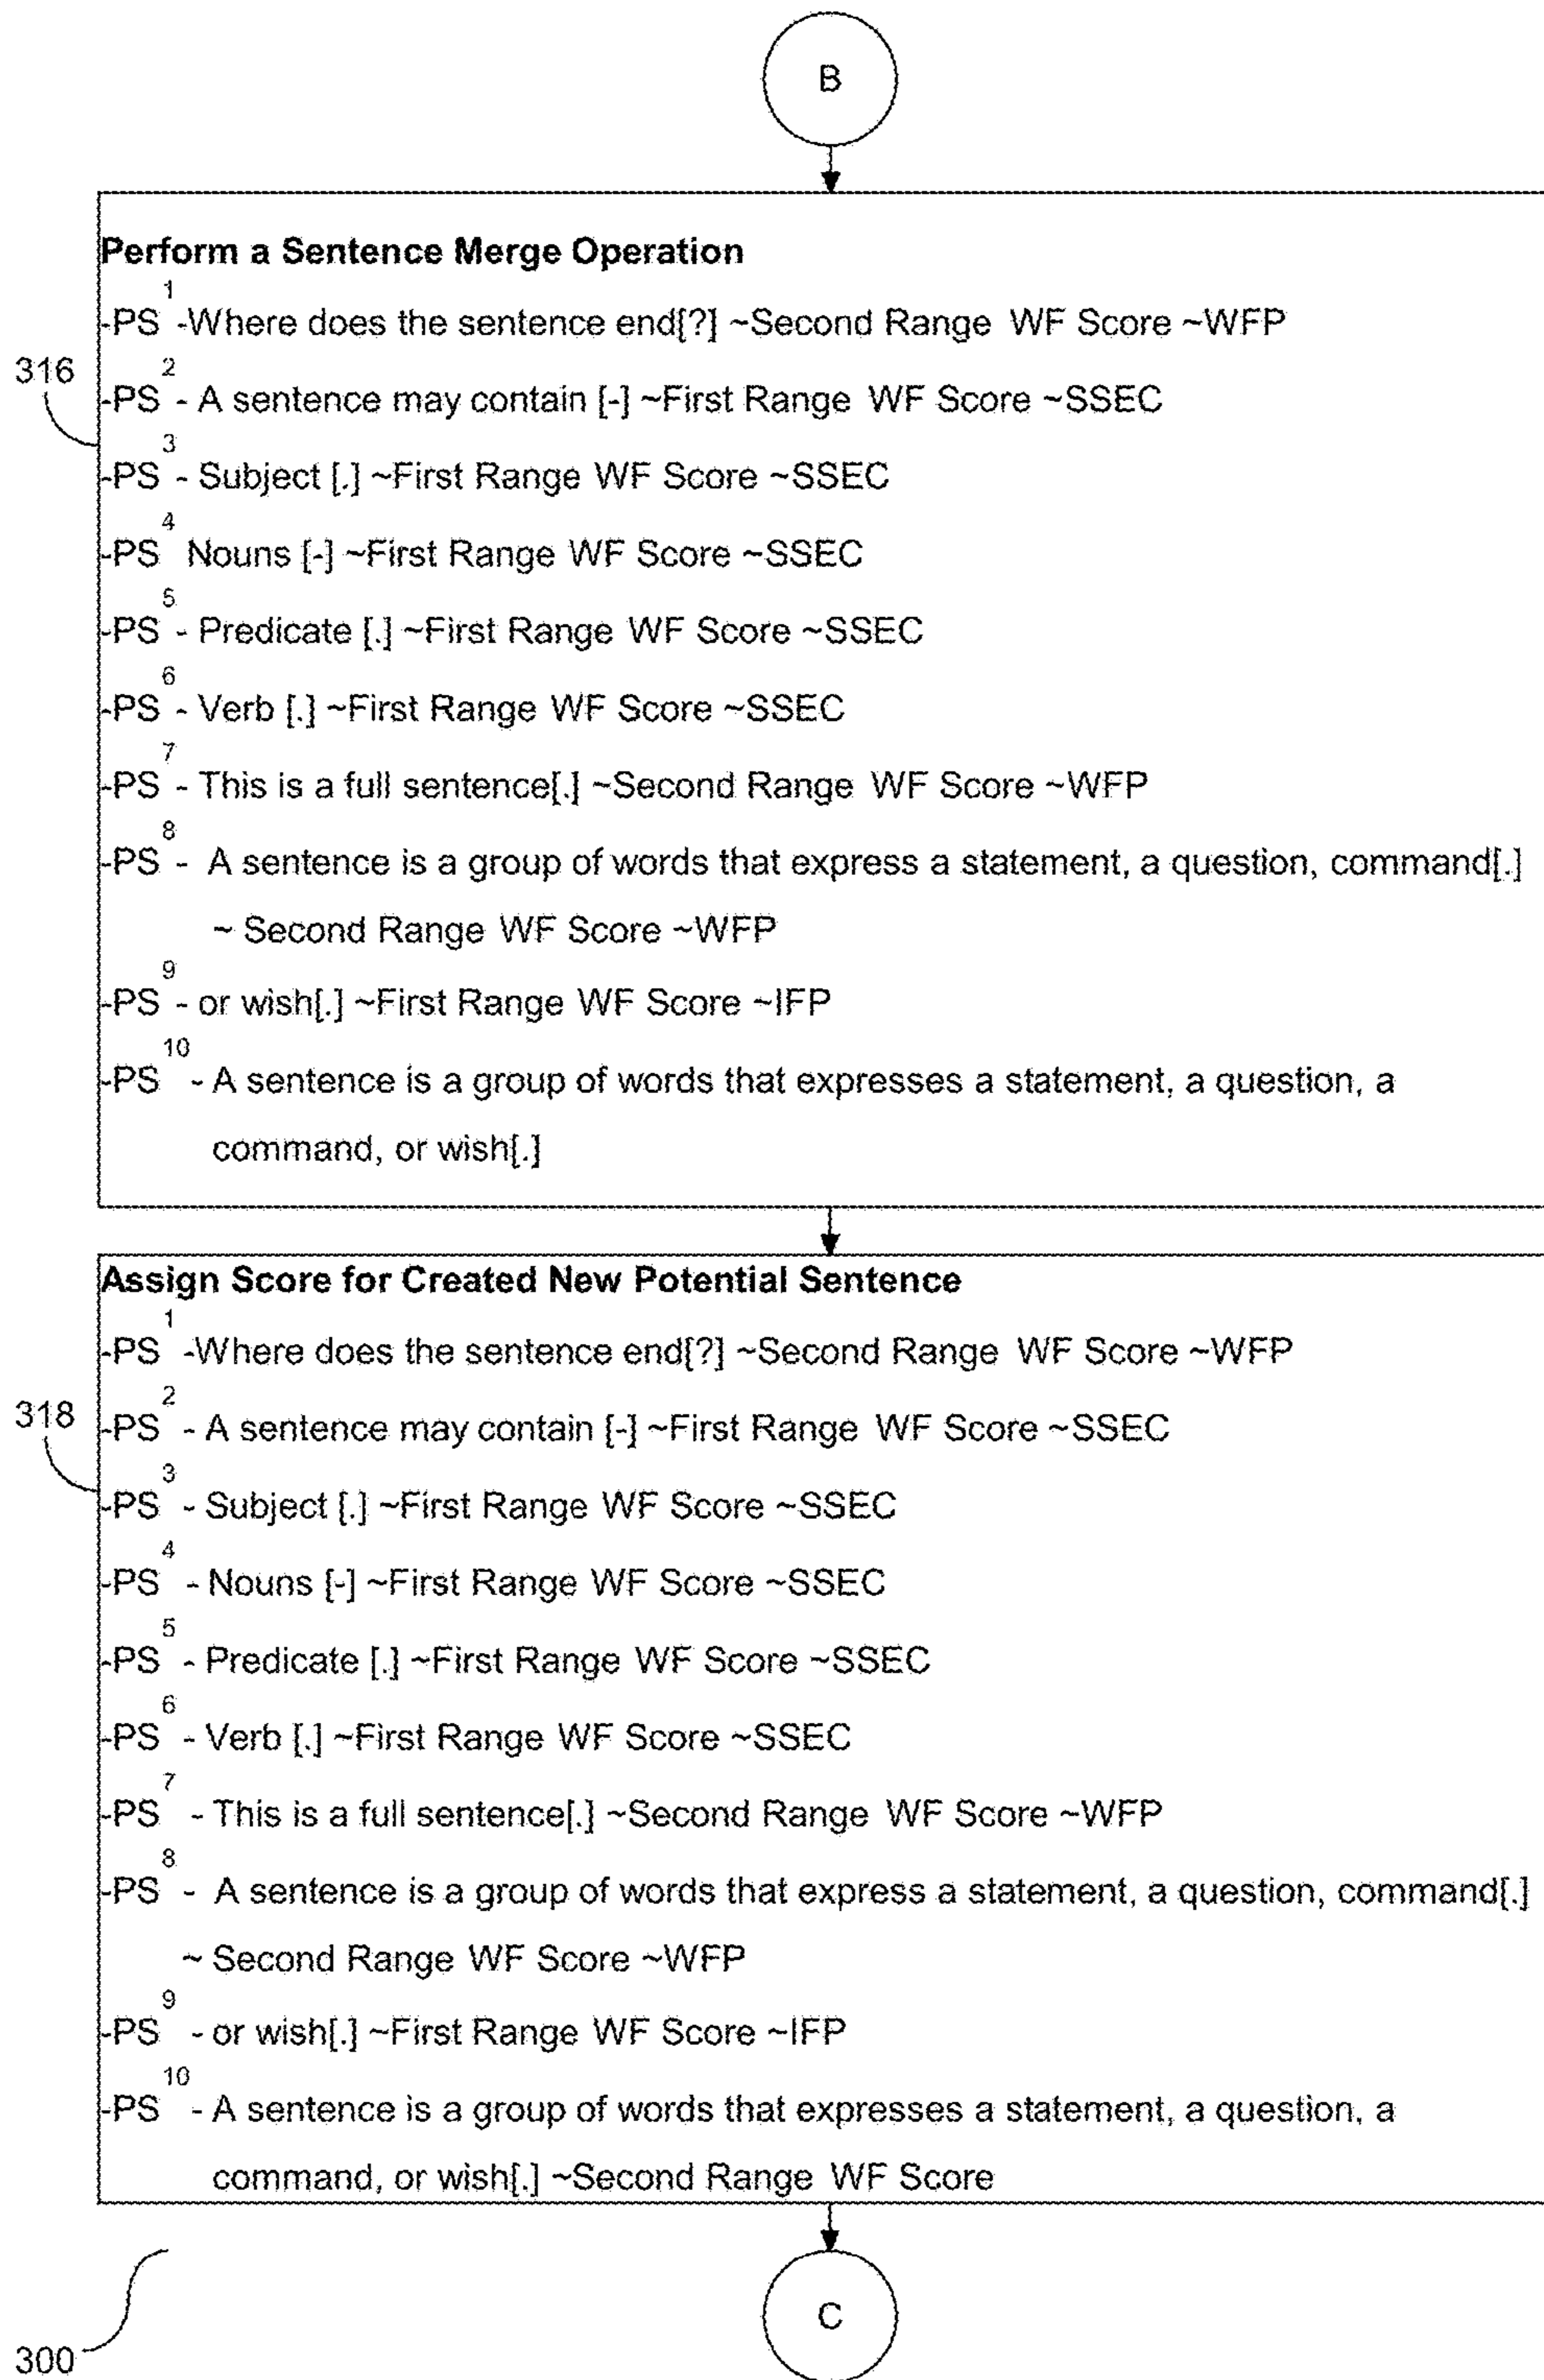 B
Perform a Sentence Merge Operation
-PS¹-Where does the sentence end[?] ~Second Range WF Score ~WFP
316
-PS²- A sentence may contain [-] ~First Range WF Score ~SSEC
-PS³- Subject [.] ~First Range WF Score ~SSEC
-PS⁴ Nouns [-] ~First Range WF Score ~SSEC
-PS⁵- Predicate [.] ~First Range WF Score ~SSEC
-PS⁶- Verb [.] ~First Range WF Score ~SSEC
-PS⁷- This is a full sentence[.] ~Second Range WF Score ~WFP
-PS⁸- A sentence is a group of words that express a statement, a question, command[.]
~ Second Range WF Score ~WFP
-PS⁹- or wish[.] ~First Range WF Score ~IFP
-PS¹⁰- A sentence is a group of words that expresses a statement, a question, a
command, or wish[.]
Assign Score for Created New Potential Sentence
-PS¹-Where does the sentence end[?] ~Second Range WF Score ~WFP
318
-PS²- A sentence may contain [-] ~First Range WF Score ~SSEC
-PS³- Subject [.] ~First Range WF Score ~SSEC
-PS⁴- Nouns [-] ~First Range WF Score ~SSEC
-PS⁵- Predicate [.] ~First Range WF Score ~SSEC
-PS⁶- Verb [.] ~First Range WF Score ~SSEC
-PS⁷- This is a full sentence[.] ~Second Range WF Score ~WFP
-PS⁸- A sentence is a group of words that express a statement, a question, command[.]
~ Second Range WF Score ~WFP
-PS⁹- or wish[.] ~First Range WF Score ~IFP
-PS¹⁰- A sentence is a group of words that expresses a statement, a question, a
command, or wish[.] ~Second Range WF Score
C
300